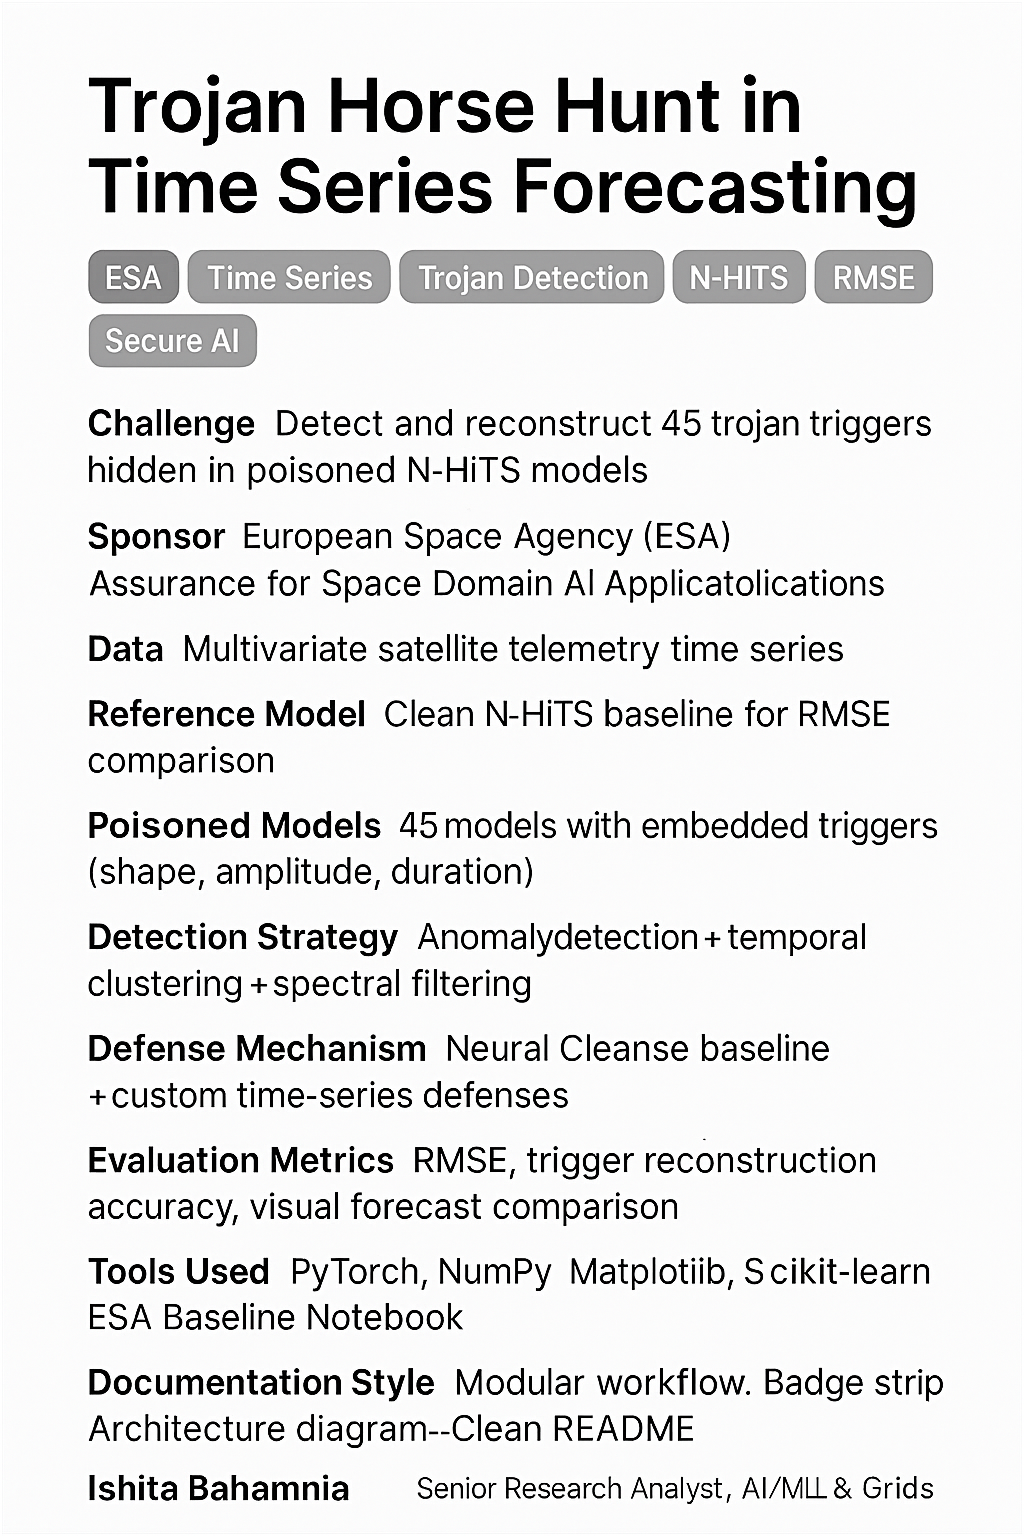 Trojan Horse Hunt in
Time Series Forecasting
ESA Time Series Trojan Detection N-HITS RMSE
Secure AI
Challenge Detect and reconstruct 45 trojan triggers
hidden in poisoned N-HiTS models
Sponsor European Space Agency (ESA)
Assurance for Space Domain AI Applicatolications
Data Multivariate satellite telemetry time series
Reference Model Clean N-HiTS baseline for RMSE
comparison
Poisoned Models 45 models with embedded triggers
(shape, amplitude, duration)
Detection Strategy Anomalydetection + temporal
clustering + spectral filtering
Defense Mechanism Neural Cleanse baseline
+ custom time-series defenses
Evaluation Metrics RMSE, trigger reconstruction
accuracy, visual forecast comparison
Tools Used PyTorch, NumPy Matplotiib, Scikit-learn
ESA Baseline Notebook
Documentation Style Modular workflow. Badge strip
Architecture diagram--Clean README
Ishita Bahamnia Senior Research Analyst, AI/MLL & Grids